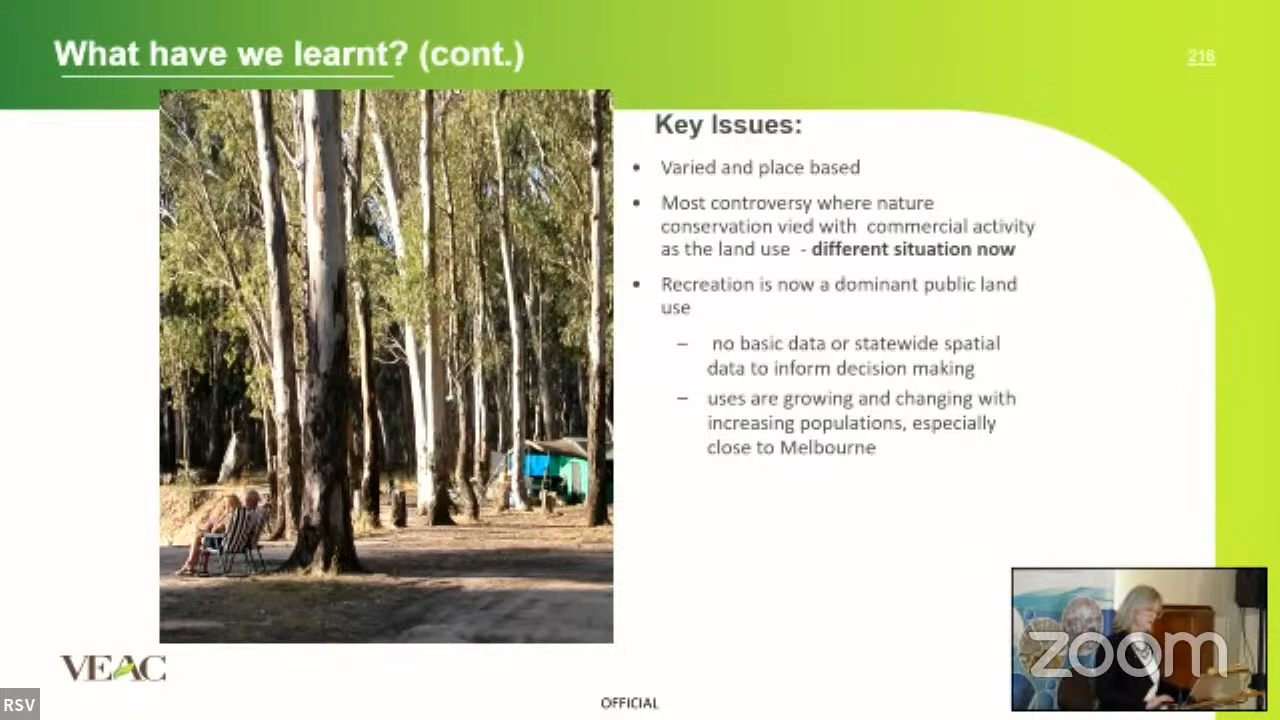 What have we learnt? (cont.)
216
Key Issues:
• Varied and place based
• Most controversy where nature
conservation vied with  commercial activity
as the land use  - different situation now
• Recreation is now a dominant public land
use
–  no basic data or statewide spatial
data to inform decision making
– uses are growing and changing with
increasing populations, especially
close to Melbourne
VEAC
zoom
RSV
OFFICIAL